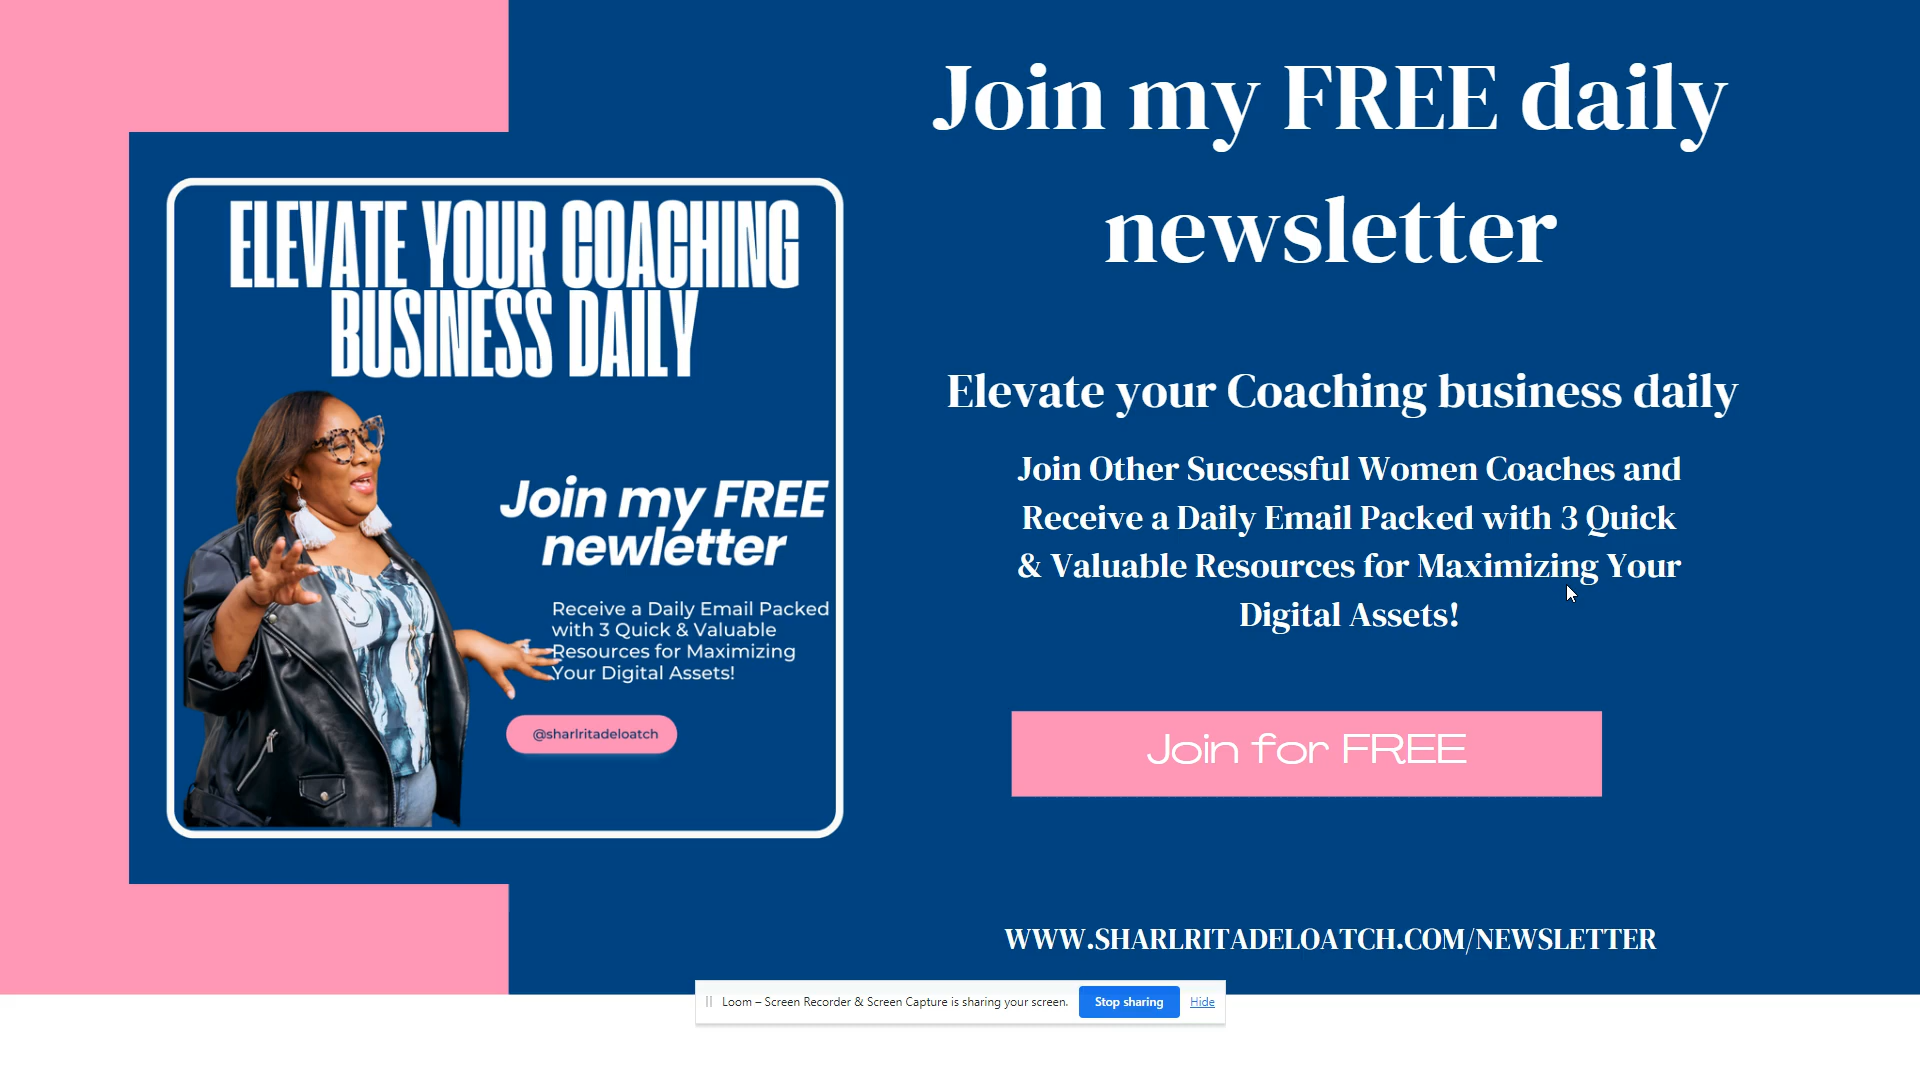 ELEVATE YOUR COACHING
BUSINESS DAILY
Join my FREE
newletter
Receive a Daily Email Packed
with 3 Quick & Valuable
Resources for Maximizing
Your Digital Assets!
@sharlritadeloatch
Join my FREE daily
newsletter
Elevate your Coaching business daily
Join Other Successful Women Coaches and
Receive a Daily Email Packed with 3 Quick
& Valuable Resources for Maximizing Your
Digital Assets!
Join for FREE
WWW.SHARLRITADELOATCH.COM/NEWSLETTER
Loom – Screen Recorder & Screen Capture is sharing your screen. Stop sharing Hide